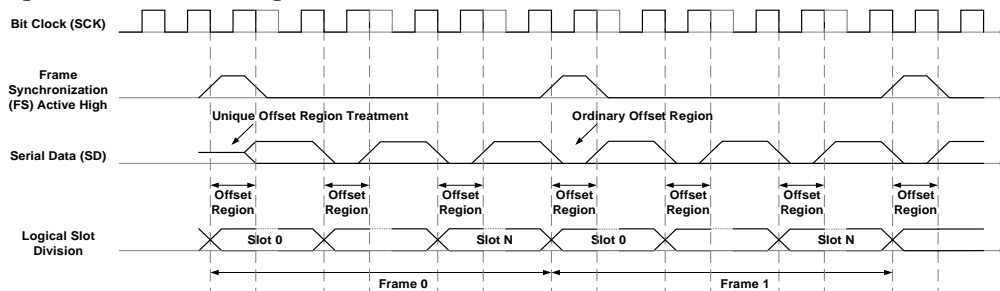 Bit Clock (SCK)
Frame
Synchronization
(FS) Active High
Unique Offset Region Treatment
Ordinary Offset Region
Serial Data (SD)
Offset
Region
Offset
Region
Offset
Region
Offset
Region
Offset
Region
Offset
Region
Offset
Region
Logical Slot
Division
Slot 0
Slot N
Slot 0
Slot N
Frame 0
Frame 1